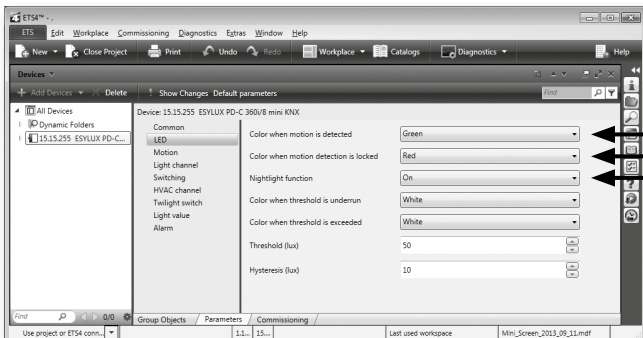 ETS4™ - .
ETS Edit Workplace Commissioning Diagnostics Extras Window Help
New Close Project Print Undo Redo Workplace Catalogs Diagnostics Help
Devices
Add Devices Delete Show Changes Default parameters Find
All Devices
Dynamic Folders
15.15.255 ESYLUX PD-C...
Device: 15.15.255 ESYLUX PD-C 360i/8 mini KNX
Common
LED
Motion
Light channel
Switching
HVAC channel
Twilight switch
Light value
Alarm
Color when motion is detected Green
Color when motion detection is locked Red
Nightlight function On
Color when threshold is underrun White
Color when threshold is exceeded White
Threshold (lux) 50
Hysteresis (lux) 10
Find 0/0
Group Objects Parameters Commissioning
Use project or ETS4 conn... 1.1... 15.... Last used workspace Mini_Screen_2013_09_11.mdf